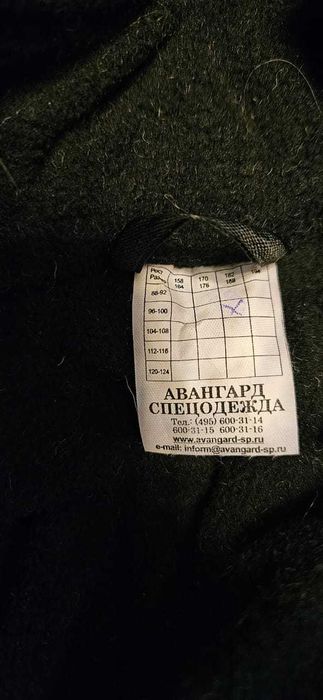 Рост 158 170 182 194
Разм 164 176 188
88-92
96-100
104-108
112-116
120-124
АВАНГАРД
СПЕЦОДЕЖДА
Тел.: (495) 600-31-14
600-31-15 600-31-16
www.avangard-sp.ru
e-mail: inform@avangard-sp.ru